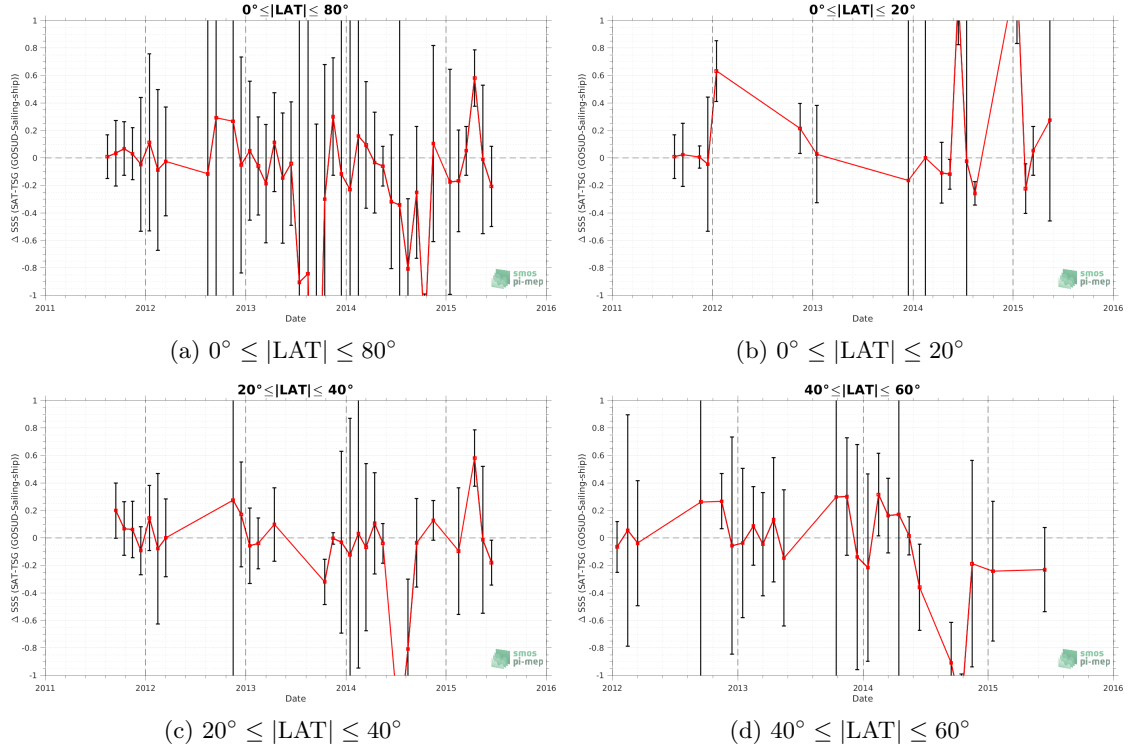 0°≤|LAT|≤ 80°
1
0.8
0.6
0.4
0.2
0
-0.2
-0.4
-0.6
-0.8
-1
Δ SSS (SAT-TSG (GOSUD-Sailing-ship))
2011
2012
2013
2014
2015
2016
Date
smos
pi-mep
(a) 0° ≤ |LAT| ≤ 80°
0°≤|LAT|≤ 20°
1
0.8
0.6
0.4
0.2
0
-0.2
-0.4
-0.6
-0.8
-1
Δ SSS (SAT-TSG (GOSUD-Sailing-ship))
2011
2012
2013
2014
2015
2016
Date
smos
pi-mep
(b) 0° ≤ |LAT| ≤ 20°
20°≤|LAT|≤ 40°
1
0.8
0.6
0.4
0.2
0
-0.2
-0.4
-0.6
-0.8
-1
Δ SSS (SAT-TSG (GOSUD-Sailing-ship))
2011
2012
2013
2014
2015
2016
Date
smos
pi-mep
(c) 20° ≤ |LAT| ≤ 40°
40°≤|LAT|≤ 60°
1
0.8
0.6
0.4
0.2
0
-0.2
-0.4
-0.6
-0.8
-1
Δ SSS (SAT-TSG (GOSUD-Sailing-ship))
2012
2013
2014
2015
2016
Date
smos
pi-mep
(d) 40° ≤ |LAT| ≤ 60°